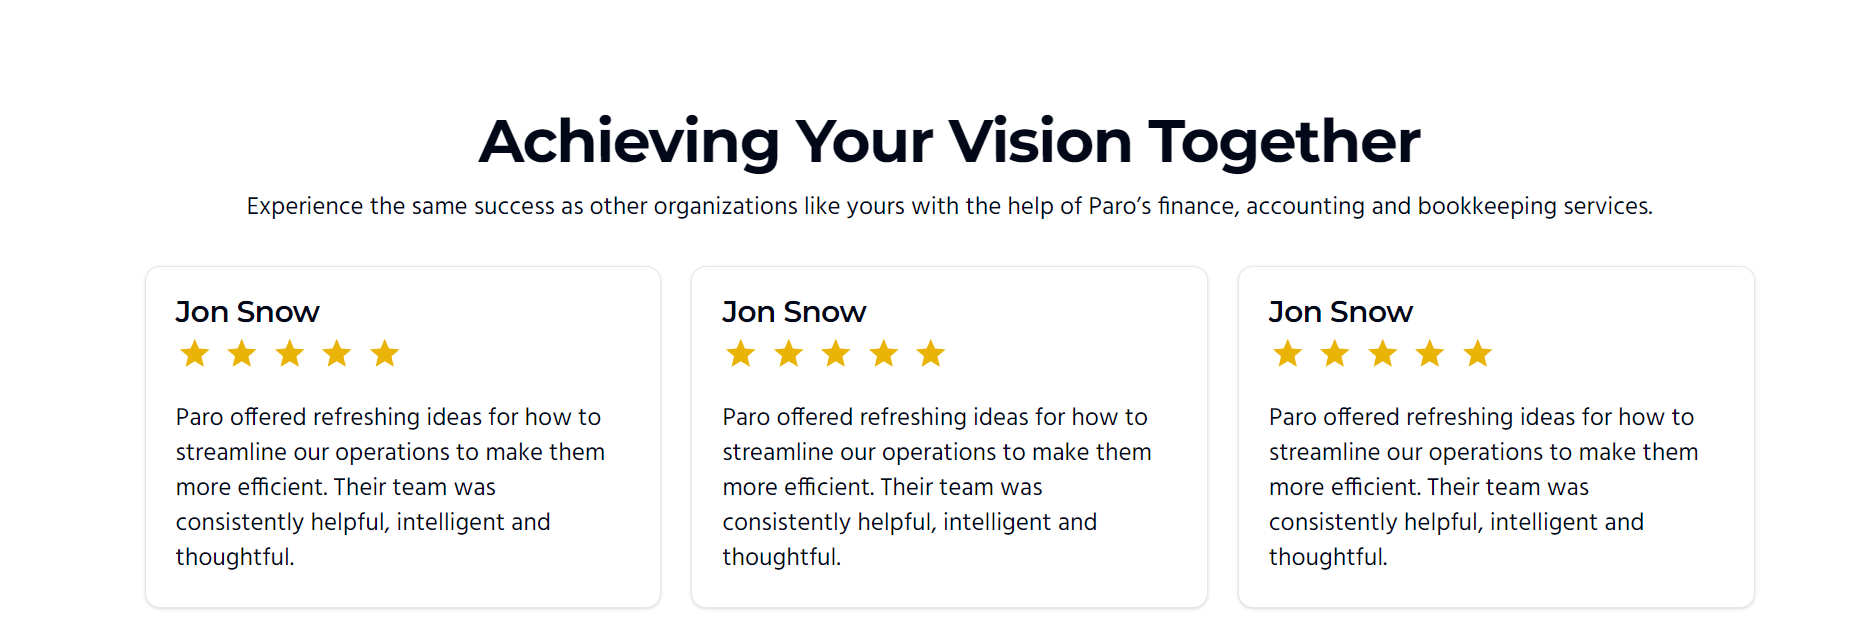 Achieving Your Vision Together
Experience the same success as other organizations like yours with the help of Paro’s finance, accounting and bookkeeping services.
Jon Snow
Paro offered refreshing ideas for how to
streamline our operations to make them
more efficient. Their team was
consistently helpful, intelligent and
thoughtful.
Jon Snow
Paro offered refreshing ideas for how to
streamline our operations to make them
more efficient. Their team was
consistently helpful, intelligent and
thoughtful.
Jon Snow
Paro offered refreshing ideas for how to
streamline our operations to make them
more efficient. Their team was
consistently helpful, intelligent and
thoughtful.